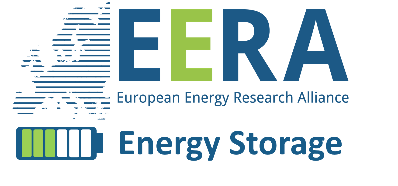 EERA
European Energy Research Alliance
Energy Storage